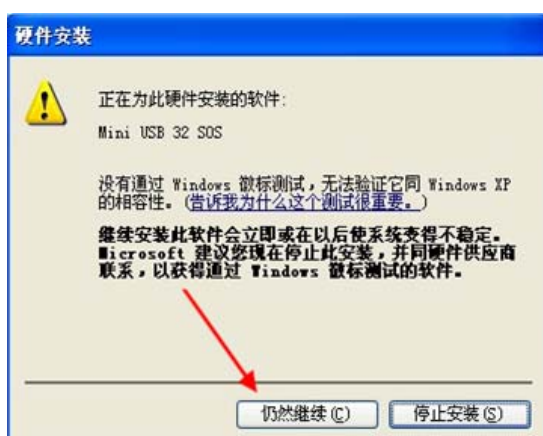 硬件安装
正在为此硬件安装的软件:
Mini USB 32 SOS
没有通过 Windows 徽标测试，无法验证它同 Windows XP
的相容性。(告诉我为什么这个测试很重要。)
继续安装此软件会立即或在以后使系统变得不稳定。
Microsoft 建议您现在停止此安装，并同硬件供应商
联系，以获得通过 Windows 徽标测试的软件。
仍然继续(C) 停止安装(S)